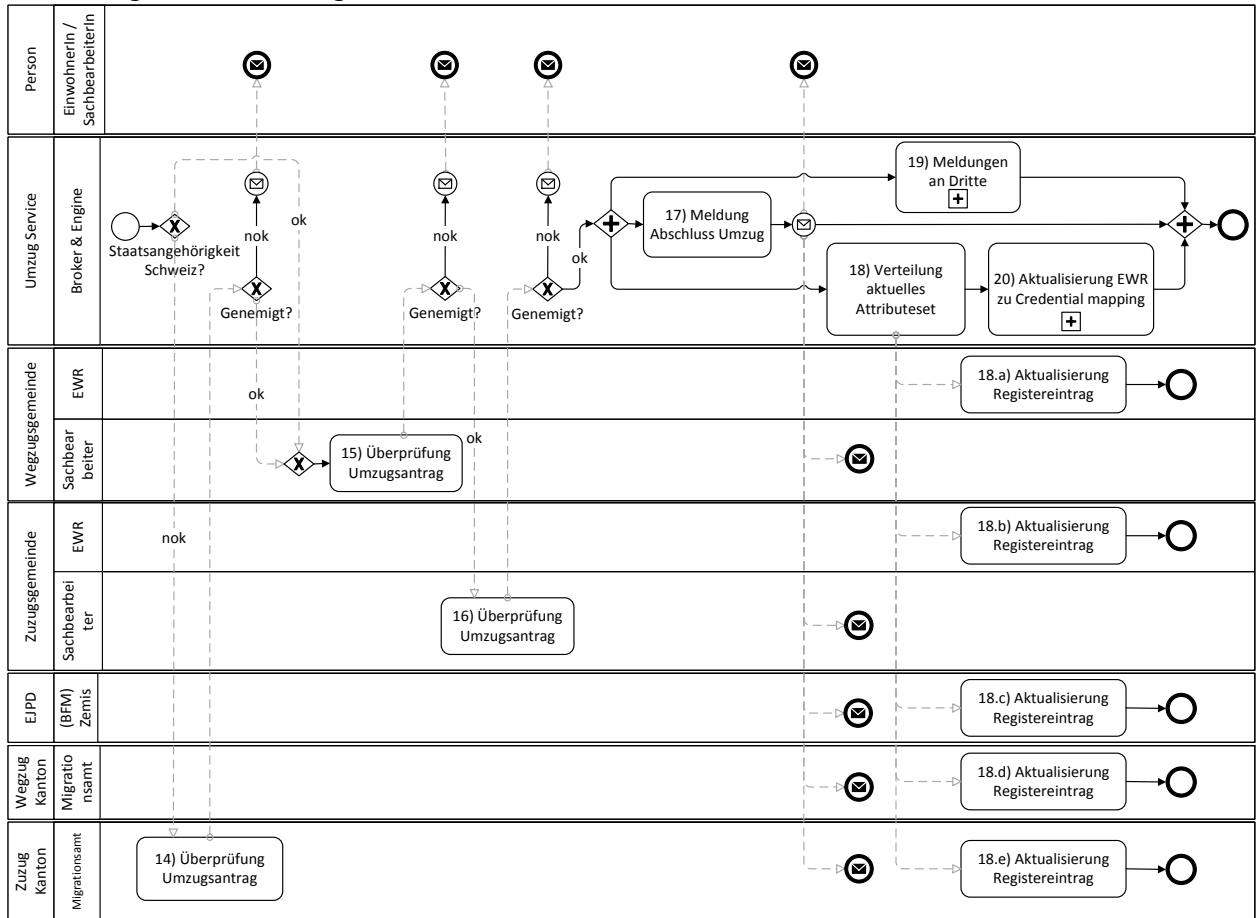 Person
EinwohnerIn /
SachbearbeiterIn
Umzug Service
Broker & Engine
Staatsangehörigkeit
Schweiz?
ok
nok
Genemigt?
nok
Genemigt?
nok
Genemigt?
ok
17) Meldung
Abschluss Umzug
19) Meldungen
an Dritte
18) Verteilung
aktuelles
Attributeset
20) Aktualisierung EWR
zu Credential mapping
Wegzugsgemeinde
EWR
ok
18.a) Aktualisierung
Registereintrag
Sachbear
beiter
15) Überprüfung
Umzugsantrag
ok
Zuzugsgemeinde
EWR
nok
18.b) Aktualisierung
Registereintrag
Sachbearbei
ter
16) Überprüfung
Umzugsantrag
EJPD
(BFM)
Zemis
18.c) Aktualisierung
Registereintrag
Wegzug
Kanton
Migratio
nsamt
18.d) Aktualisierung
Registereintrag
Zuzug
Kanton
Migrationsamt
14) Überprüfung
Umzugsantrag
18.e) Aktualisierung
Registereintrag